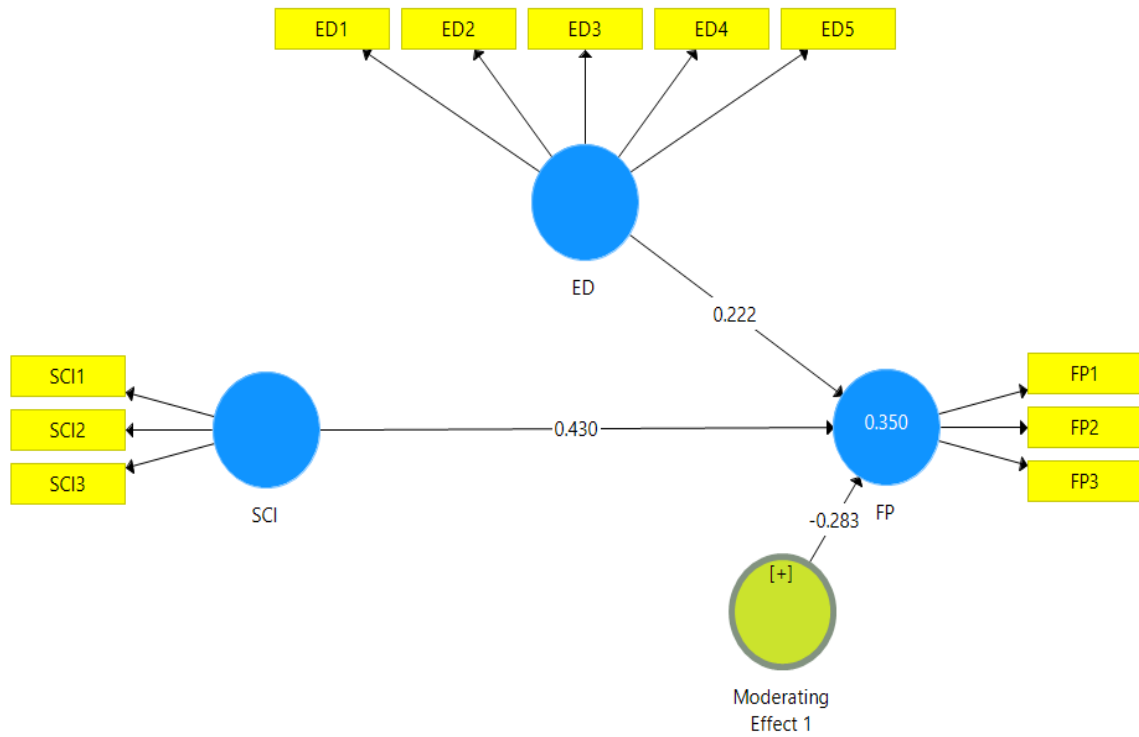 ED1
ED2
ED3
ED4
ED5
ED
0.222
SCI1
SCI2
SCI3
SCI
0.430
0.350
FP
FP1
FP2
FP3
-0.283
[+]
Moderating
Effect 1